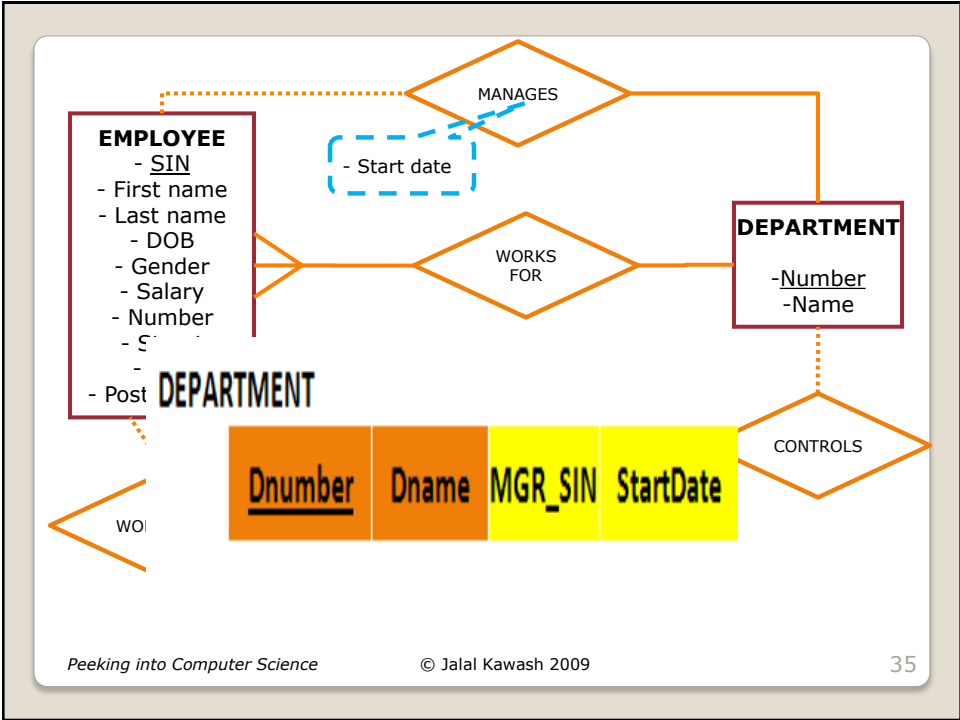 MANAGES
- Start date
EMPLOYEE
- SIN
- First name
- Last name
- DOB
- Gender
- Salary
- Number
-
- Post
WORKS
FOR
DEPARTMENT
-Number
-Name
CONTROLS
DEPARTMENT
Dnumber Dname MGR_SIN StartDate
Peeking into Computer Science © Jalal Kawash 2009 35